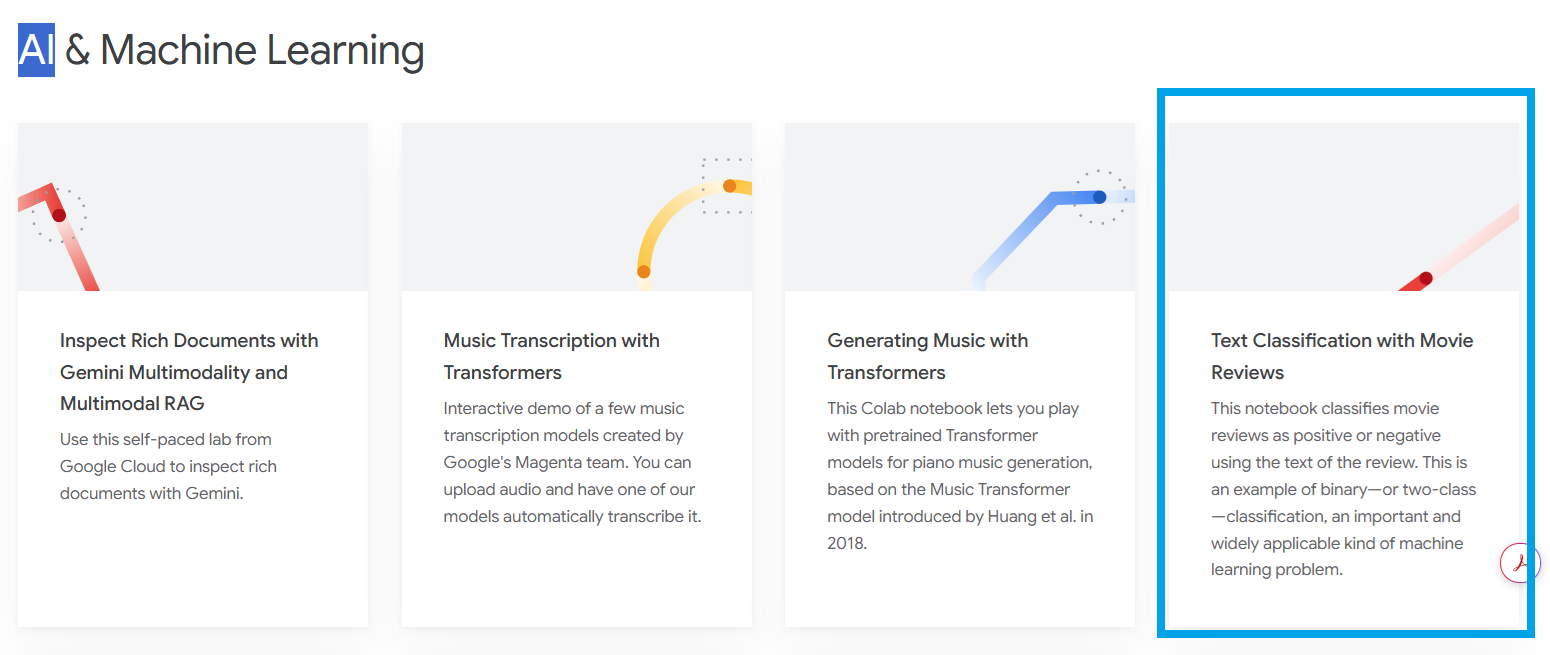 AI & Machine Learning
Inspect Rich Documents with
Gemini Multimodality and
Multimodal RAG
Use this self-paced lab from
Google Cloud to inspect rich
documents with Gemini.
Music Transcription with
Transformers
Interactive demo of a few music
transcription models created by
Google's Magenta team. You can
upload audio and have one of our
models automatically transcribe it.
Generating Music with
Transformers
This Colab notebook lets you play
with pretrained Transformer
models for piano music generation,
based on the Music Transformer
model introduced by Huang et al. in
2018.
Text Classification with Movie
Reviews
This notebook classifies movie
reviews as positive or negative
using the text of the review. This is
an example of binary—or two-class
—classification, an important and
widely applicable kind of machine
learning problem.